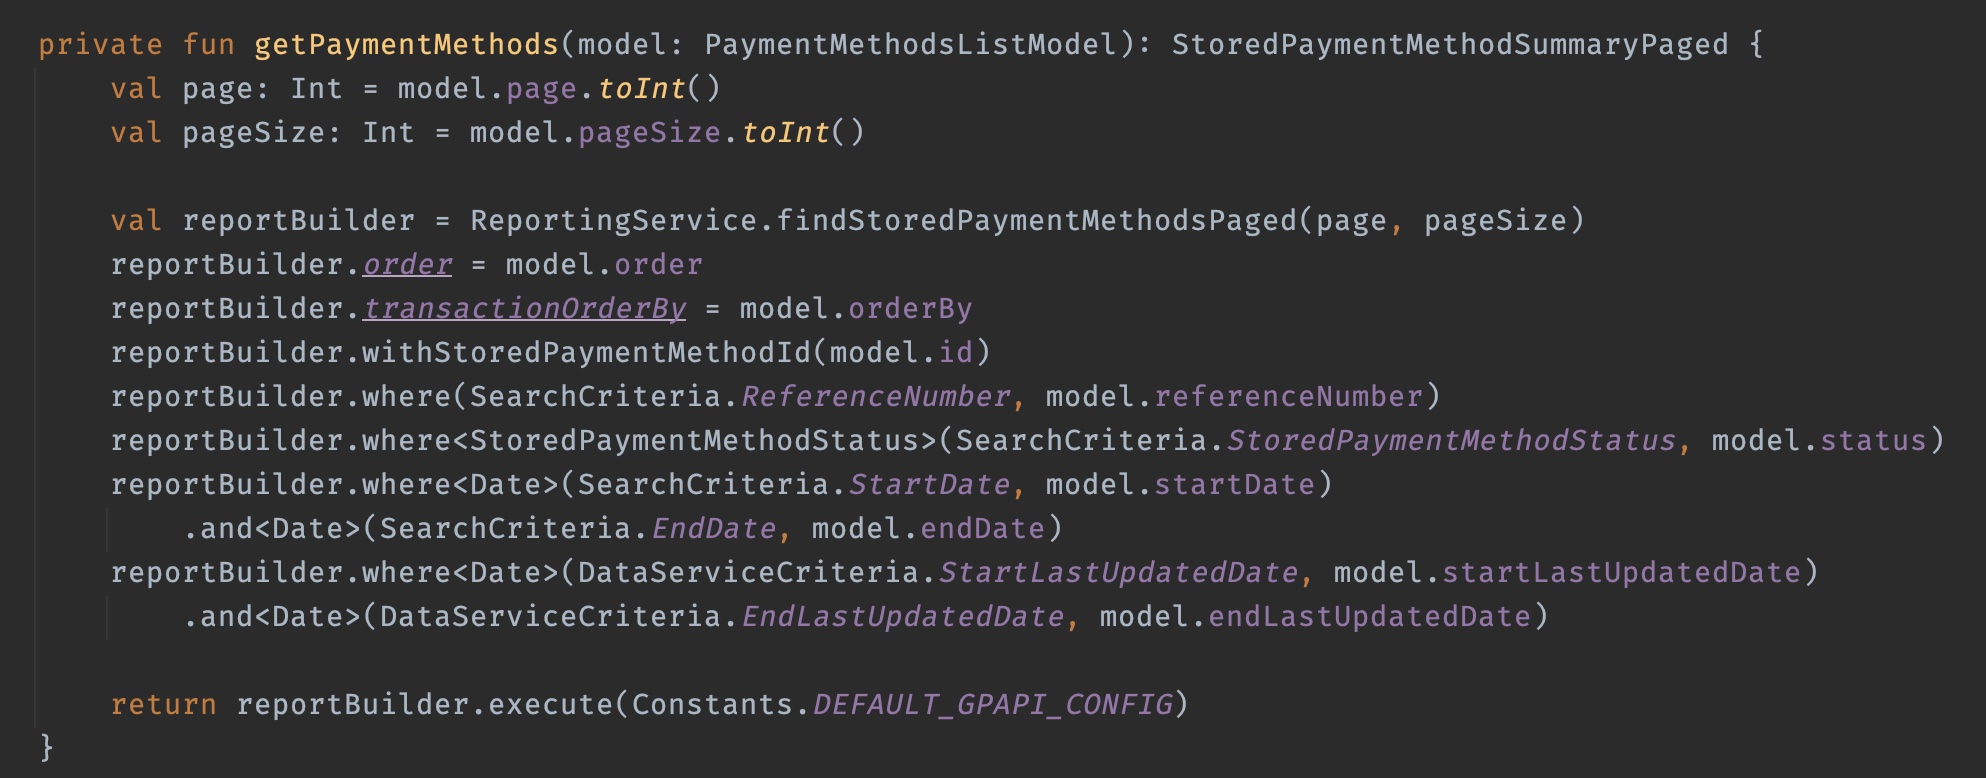 private fun getPaymentMethods(model: PaymentMethodsListModel): StoredPaymentMethodSummaryPaged {
    val page: Int = model.page.toInt()
    val pageSize: Int = model.pageSize.toInt()

    val reportBuilder = ReportingService.findStoredPaymentMethodsPaged(page, pageSize)
    reportBuilder.order = model.order
    reportBuilder.transactionOrderBy = model.orderBy
    reportBuilder.withStoredPaymentMethodId(model.id)
    reportBuilder.where(SearchCriteria.ReferenceNumber, model.referenceNumber)
    reportBuilder.where<StoredPaymentMethodStatus>(SearchCriteria.StoredPaymentMethodStatus, model.status)
    reportBuilder.where<Date>(SearchCriteria.StartDate, model.startDate)
        .and<Date>(SearchCriteria.EndDate, model.endDate)
    reportBuilder.where<Date>(DataServiceCriteria.StartLastUpdatedDate, model.startLastUpdatedDate)
        .and<Date>(DataServiceCriteria.EndLastUpdatedDate, model.endLastUpdatedDate)

    return reportBuilder.execute(Constants.DEFAULT_GPAPI_CONFIG)
}